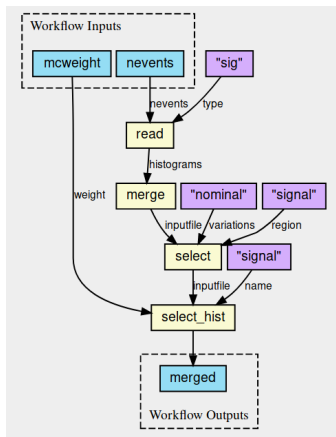 Workflow Inputs
mcweight nevents "sig"
nevents type
read
histograms
merge "nominal" "signal"
weight inputfile variations region
select "signal"
inputfile name
select_hist
merged
Workflow Outputs